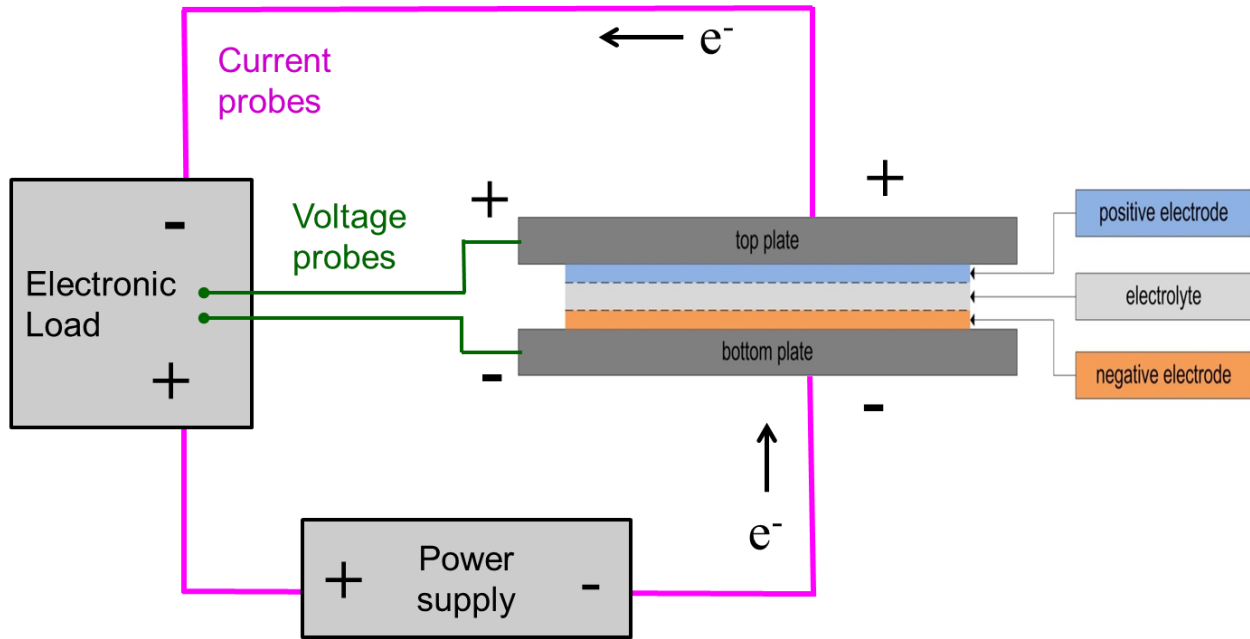 e-
Current
probes
+
+
-
Voltage
probes
positive electrode
top plate
Electronic
Load
electrolyte
bottom plate
+
-
negative electrode
-
e-
+
Power
supply
-